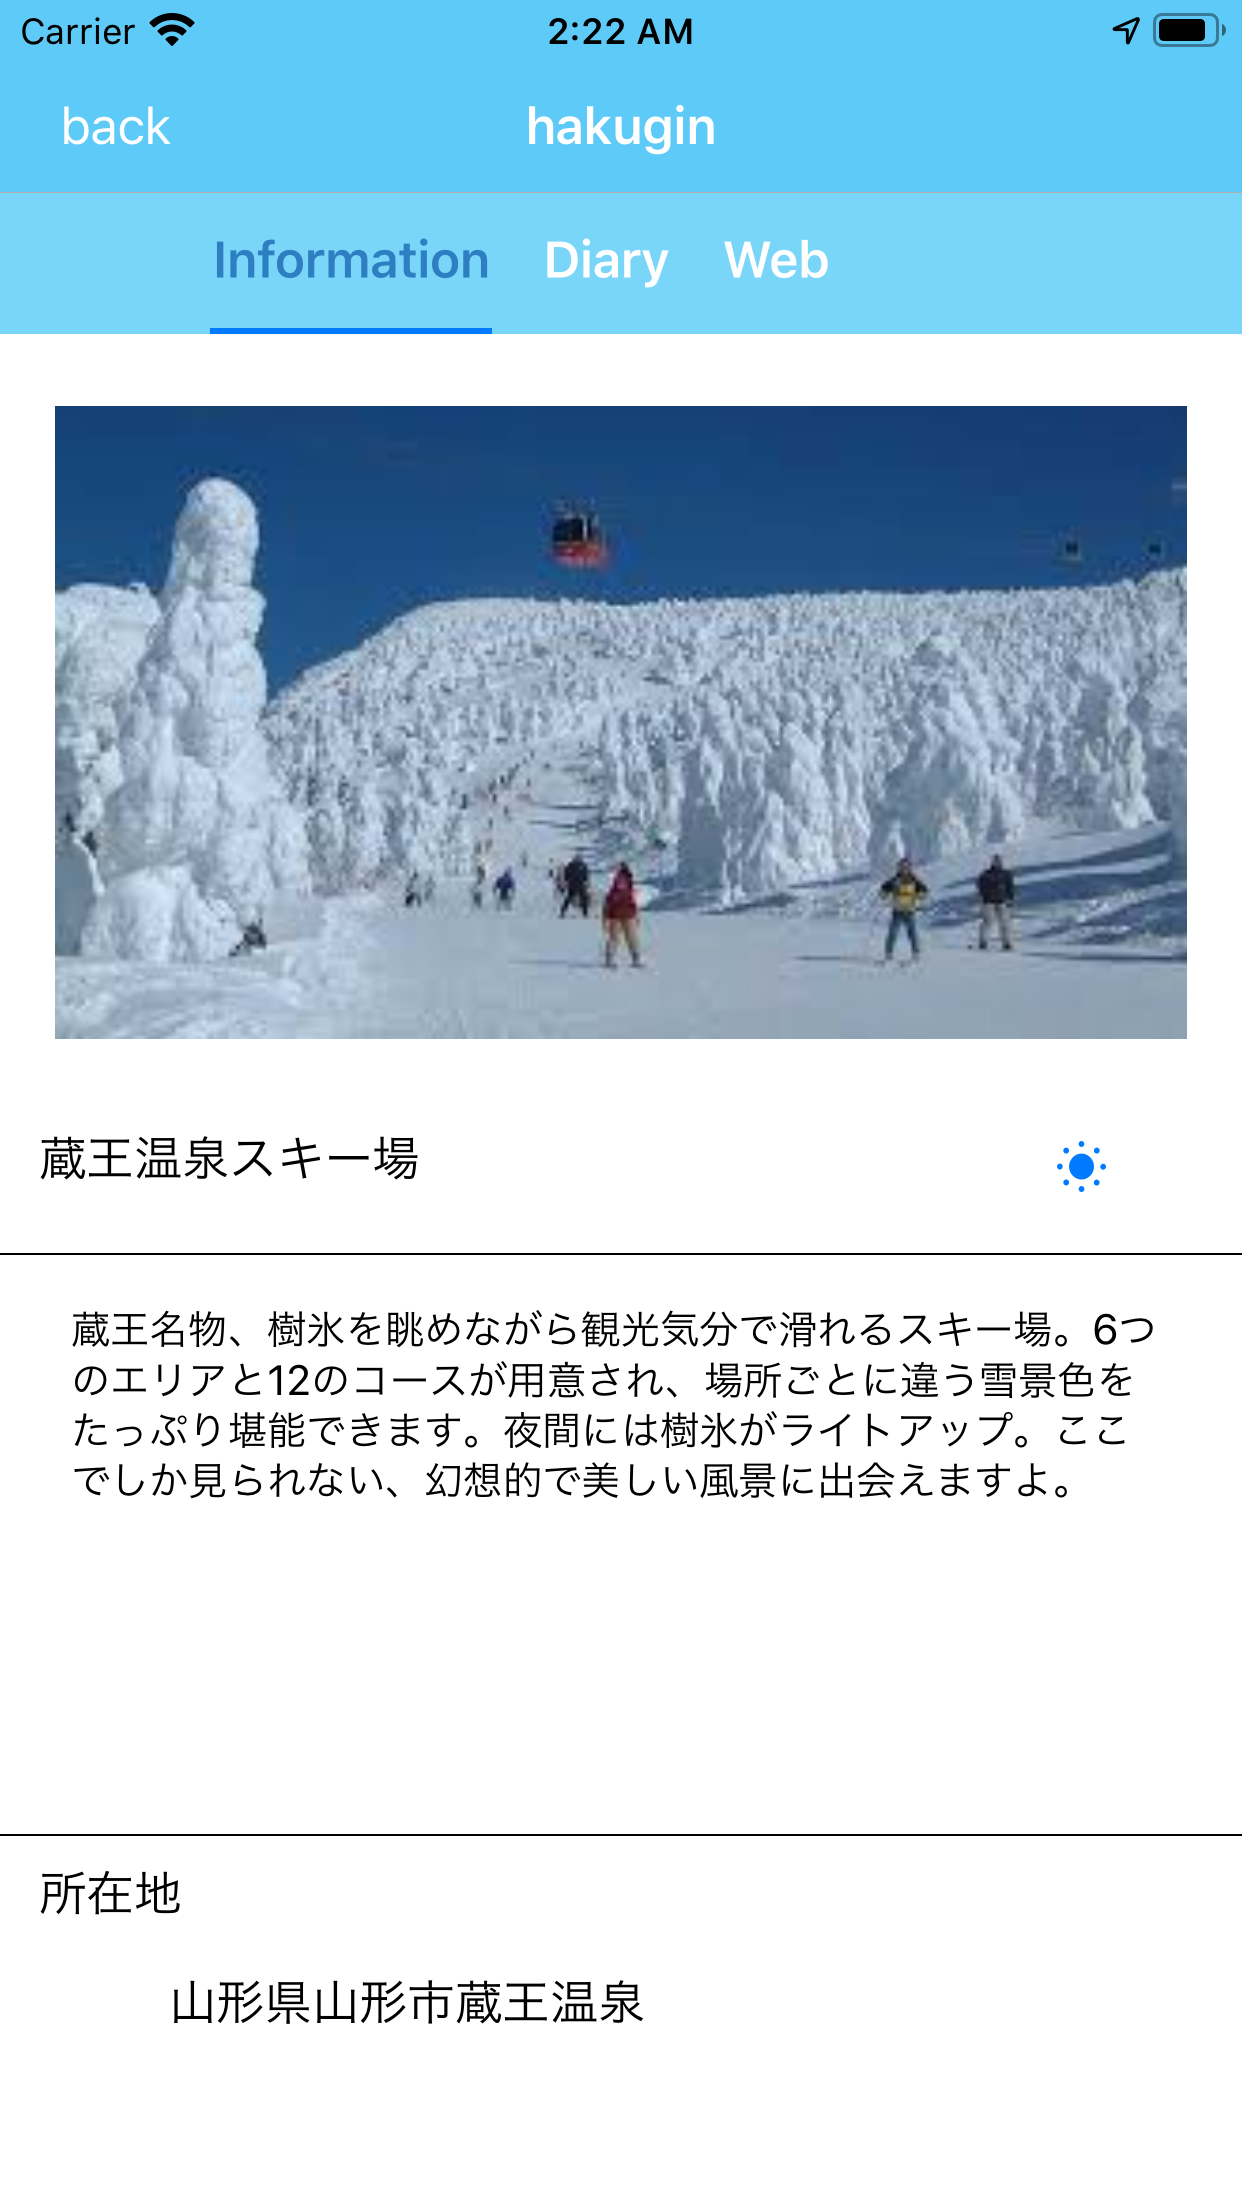 Carrier
2:22 AM
back
hakugin
Information
Diary
Web
蔵王温泉スキー場
蔵王名物、樹氷を眺めながら観光気分で滑れるスキー場。6つ
のエリアと12のコースが用意され、場所ごとに違う雪景色を
たっぷり堪能できます。夜間には樹氷がライトアップ。ここ
でしか見られない、幻想的で美しい風景に出会えますよ。
所在地
山形県山形市蔵王温泉